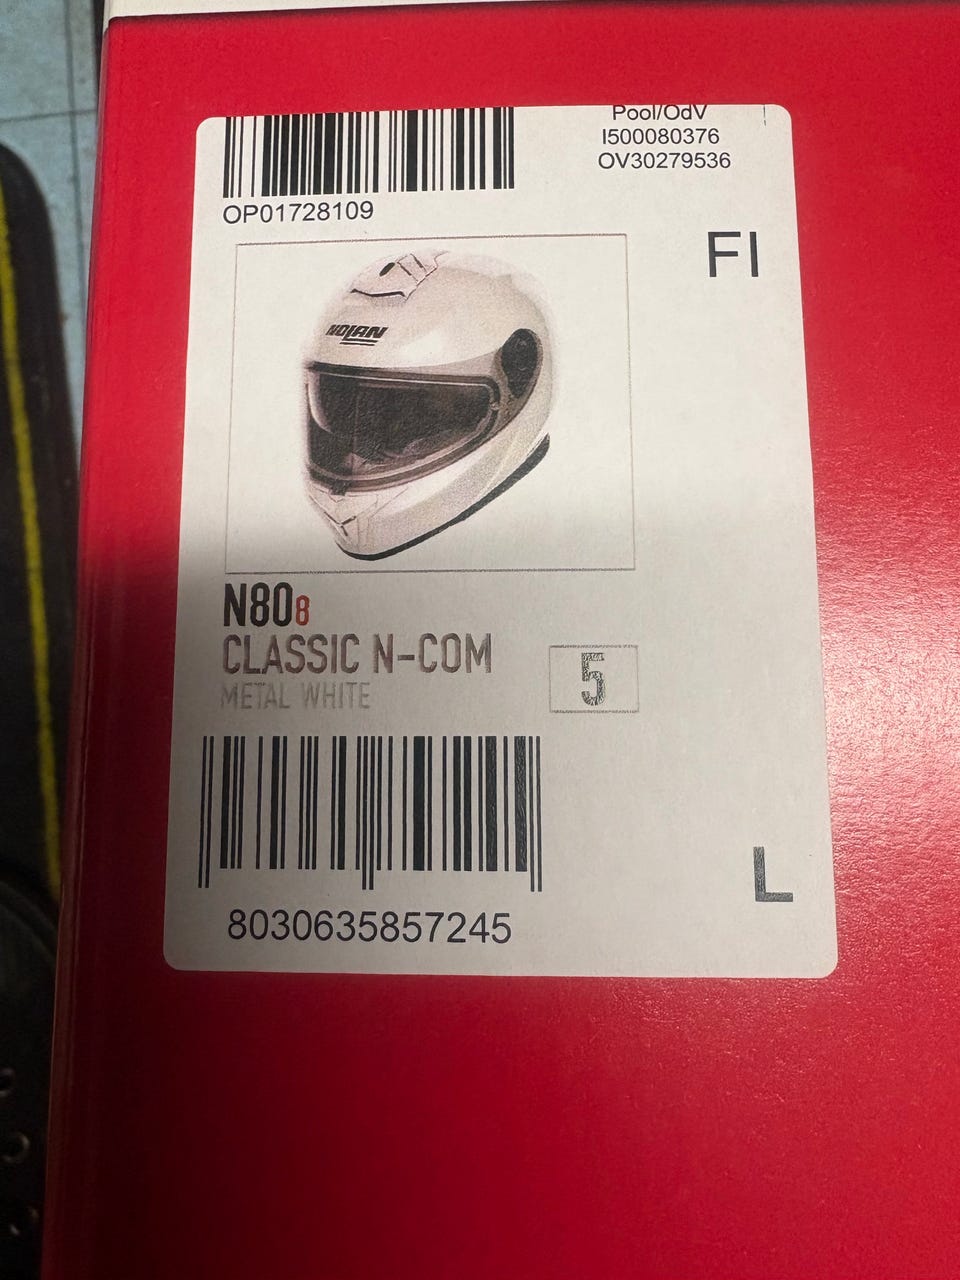 Pool/OdV
I500080376
OV30279536
OP01728109
FI
NOLAN
N808
CLASSIC N-COM
METAL WHITE
5
L
8030635857245